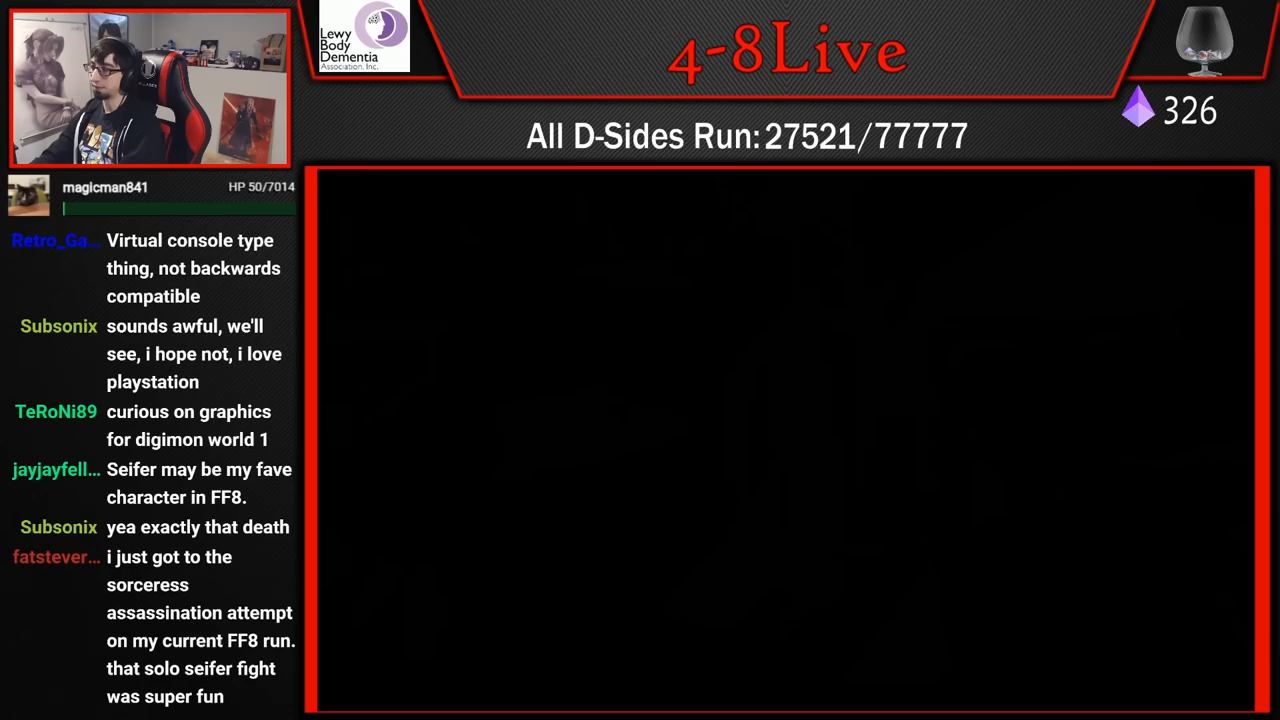 Lewy
Body
Dementia
Association, Inc.
4-8Live
326
All D-Sides Run:27521/77777
magicman841
HP 50/7014
Retro_Ga... Virtual console type
thing, not backwards
compatible
Subsonix sounds awful, we'll
see, i hope not, i love
playstation
TeRoNi89 curious on graphics
for digimon world 1
jayjayfell... Seifer may be my fave
character in FF8.
Subsonix yea exactly that death
fatstever... i just got to the
sorceress
assassination attempt
on my current FF8 run.
that solo seifer fight
was super fun